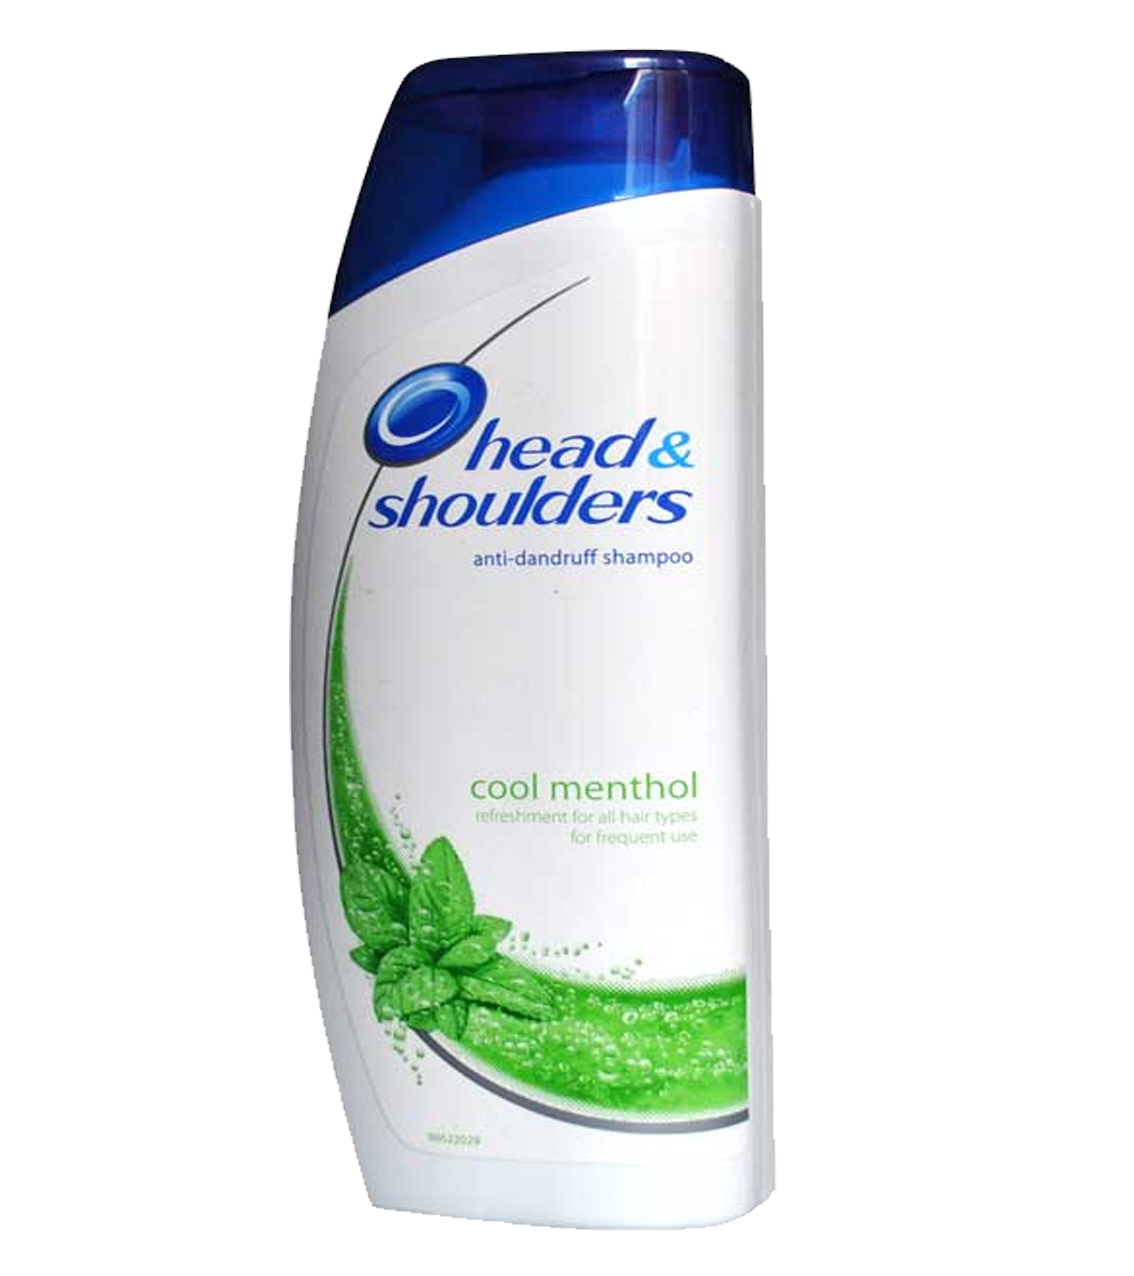 head&
shoulders
anti-dandruff shampoo
cool menthol
refreshment for all hair types
for frequent use